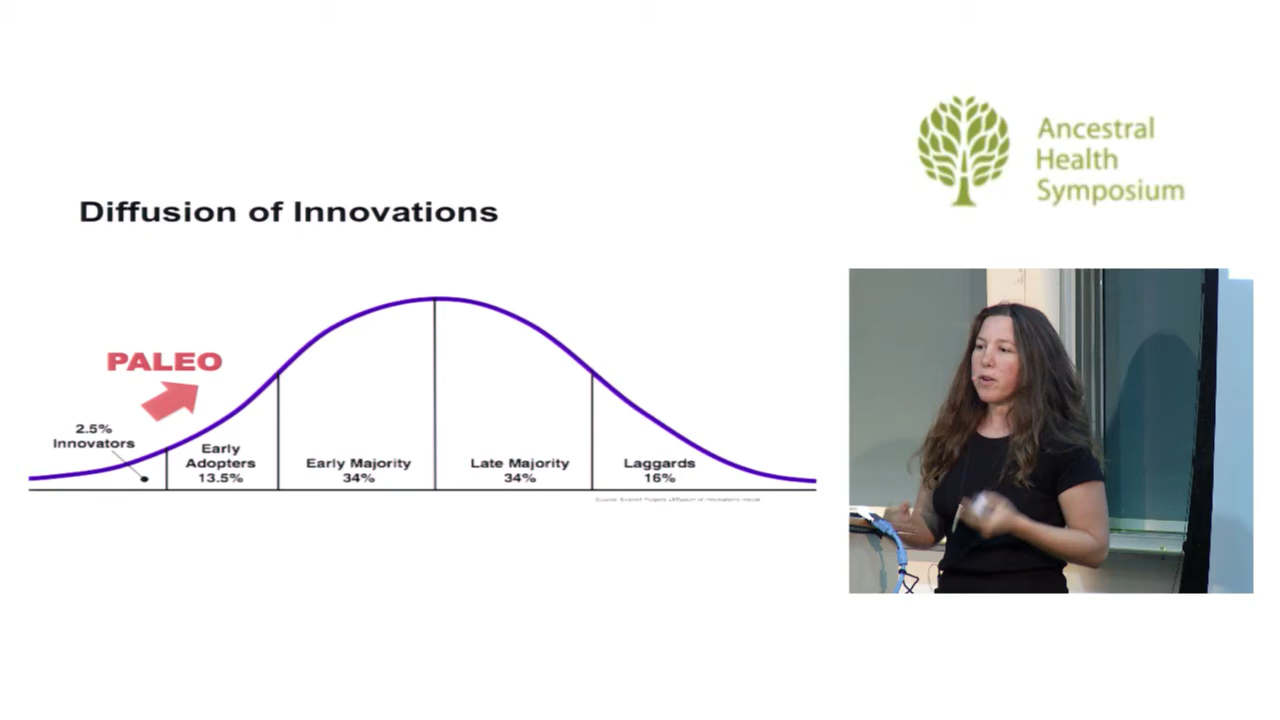 Ancestral
Health
Symposium
Diffusion of Innovations
PALEO
2.5%
Innovators
Early
Adopters
13.5%
Early Majority
34%
Late Majority
34%
Laggards
16%